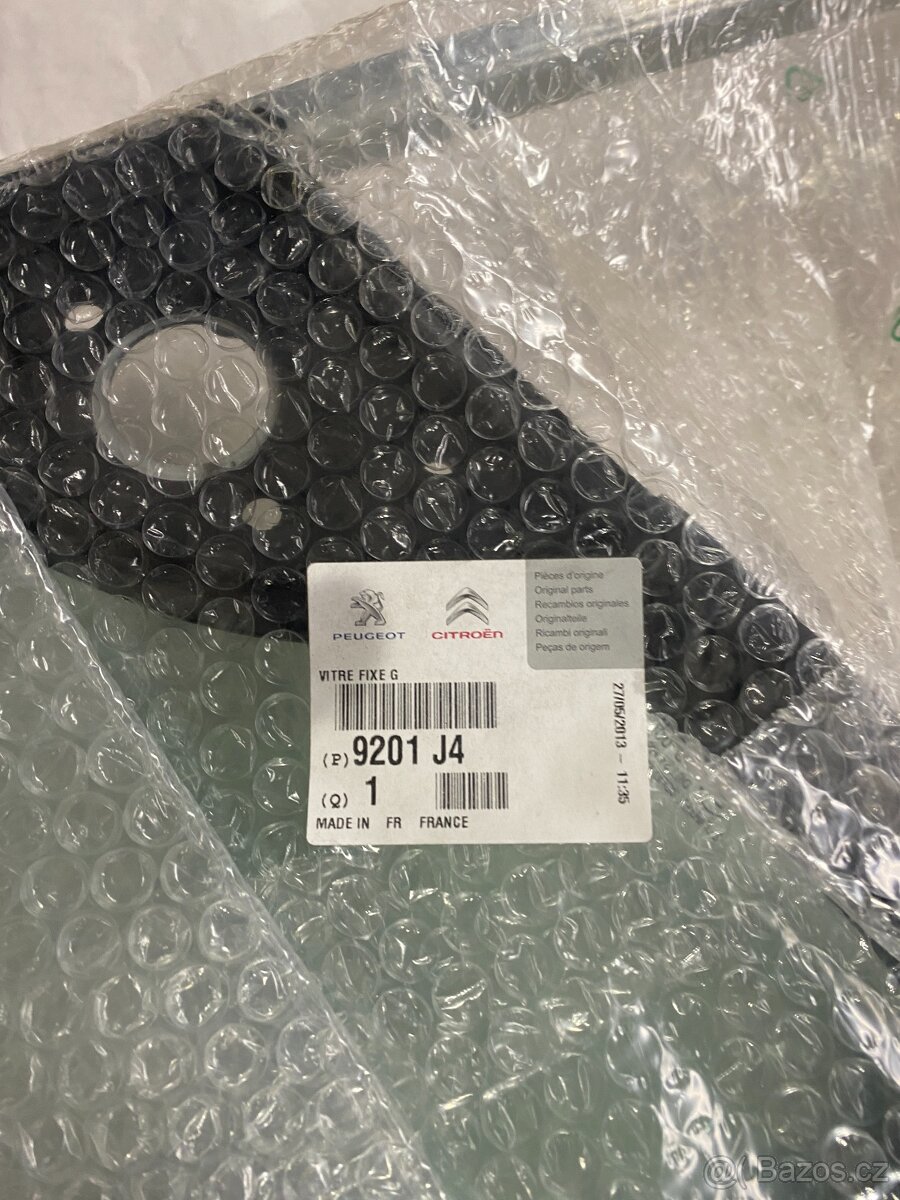 PEUGEOT
CITROËN
Pièces d'origine
Original parts
Recambios originales
Originalteile
Ricambi originali
Peças de origem
VITRE FIXE G
(P) 9201 J4
(Q) 1
MADE IN FR FRANCE
27/05/2013 - 11:35
@( Bazos.cz